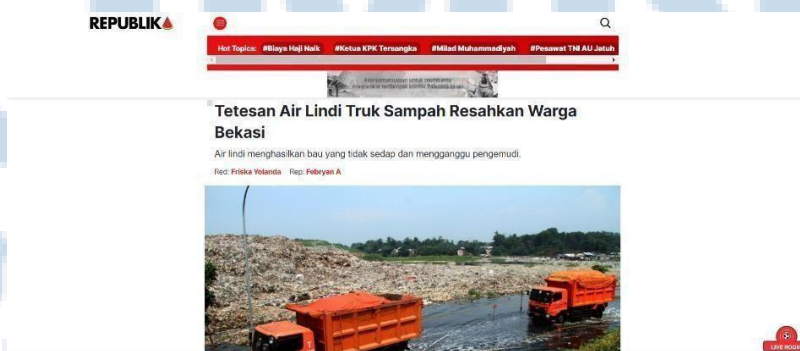 REPUBLIKA
Hot Topics: #Biaya Haji Naik #Ketua KPK Tersangka #Milad Muhammadiyah #Pesawat TNI AU Jatuh
Tetesan Air Lindi Truk Sampah Resahkan Warga
Bekasi
Air lindi menghasilkan bau yang tidak sedap dan mengganggu pengemudi.
Red: Friska Yolanda Rep: Febryan A
LIVE ROOM